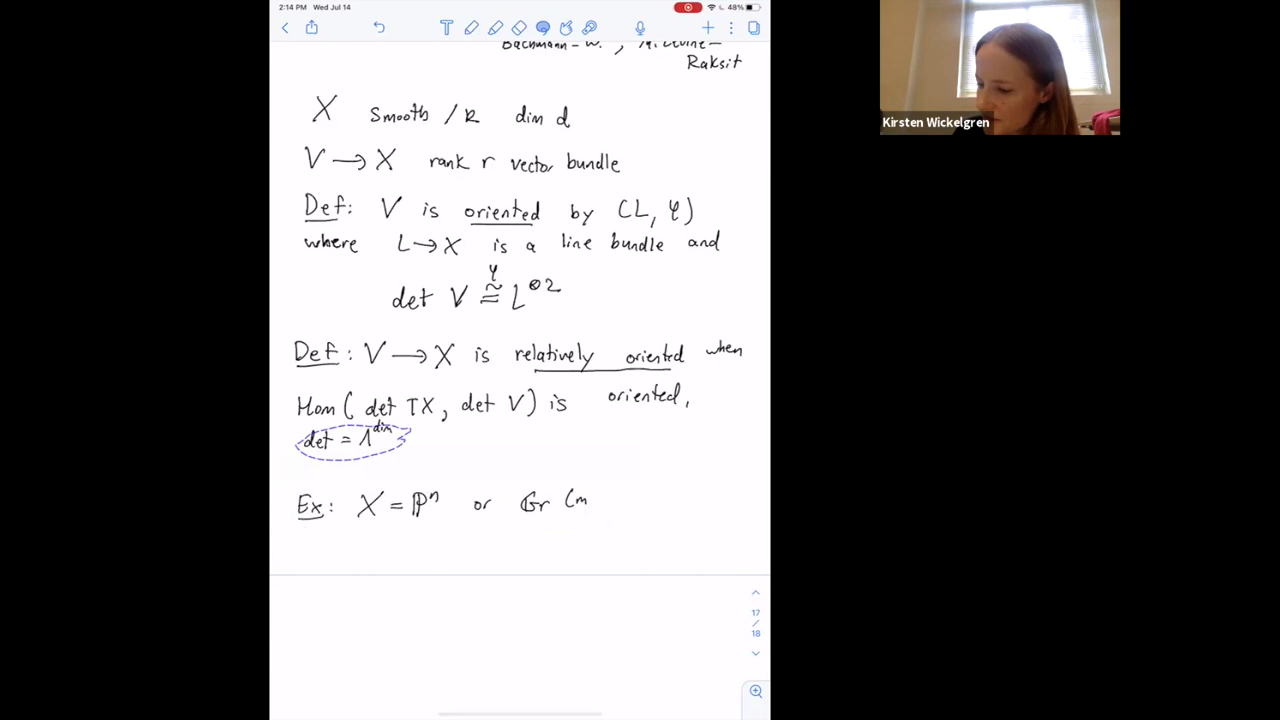 2:14 PM Wed Jul 14
48%
Bachmann - W. ,
Raksit
X smooth / k dim d
V → X rank r vector bundle
Def: V is oriented by (L, φ)
where L → X is a line bundle and
det V ≅ L^⊗2
φ
Def: V → X is relatively oriented when
Hom( det TX, det V) is oriented,
det = Λ^dim
Ex: X = ℙ^n or Gr (m
17
/
18
Kirsten Wickelgren